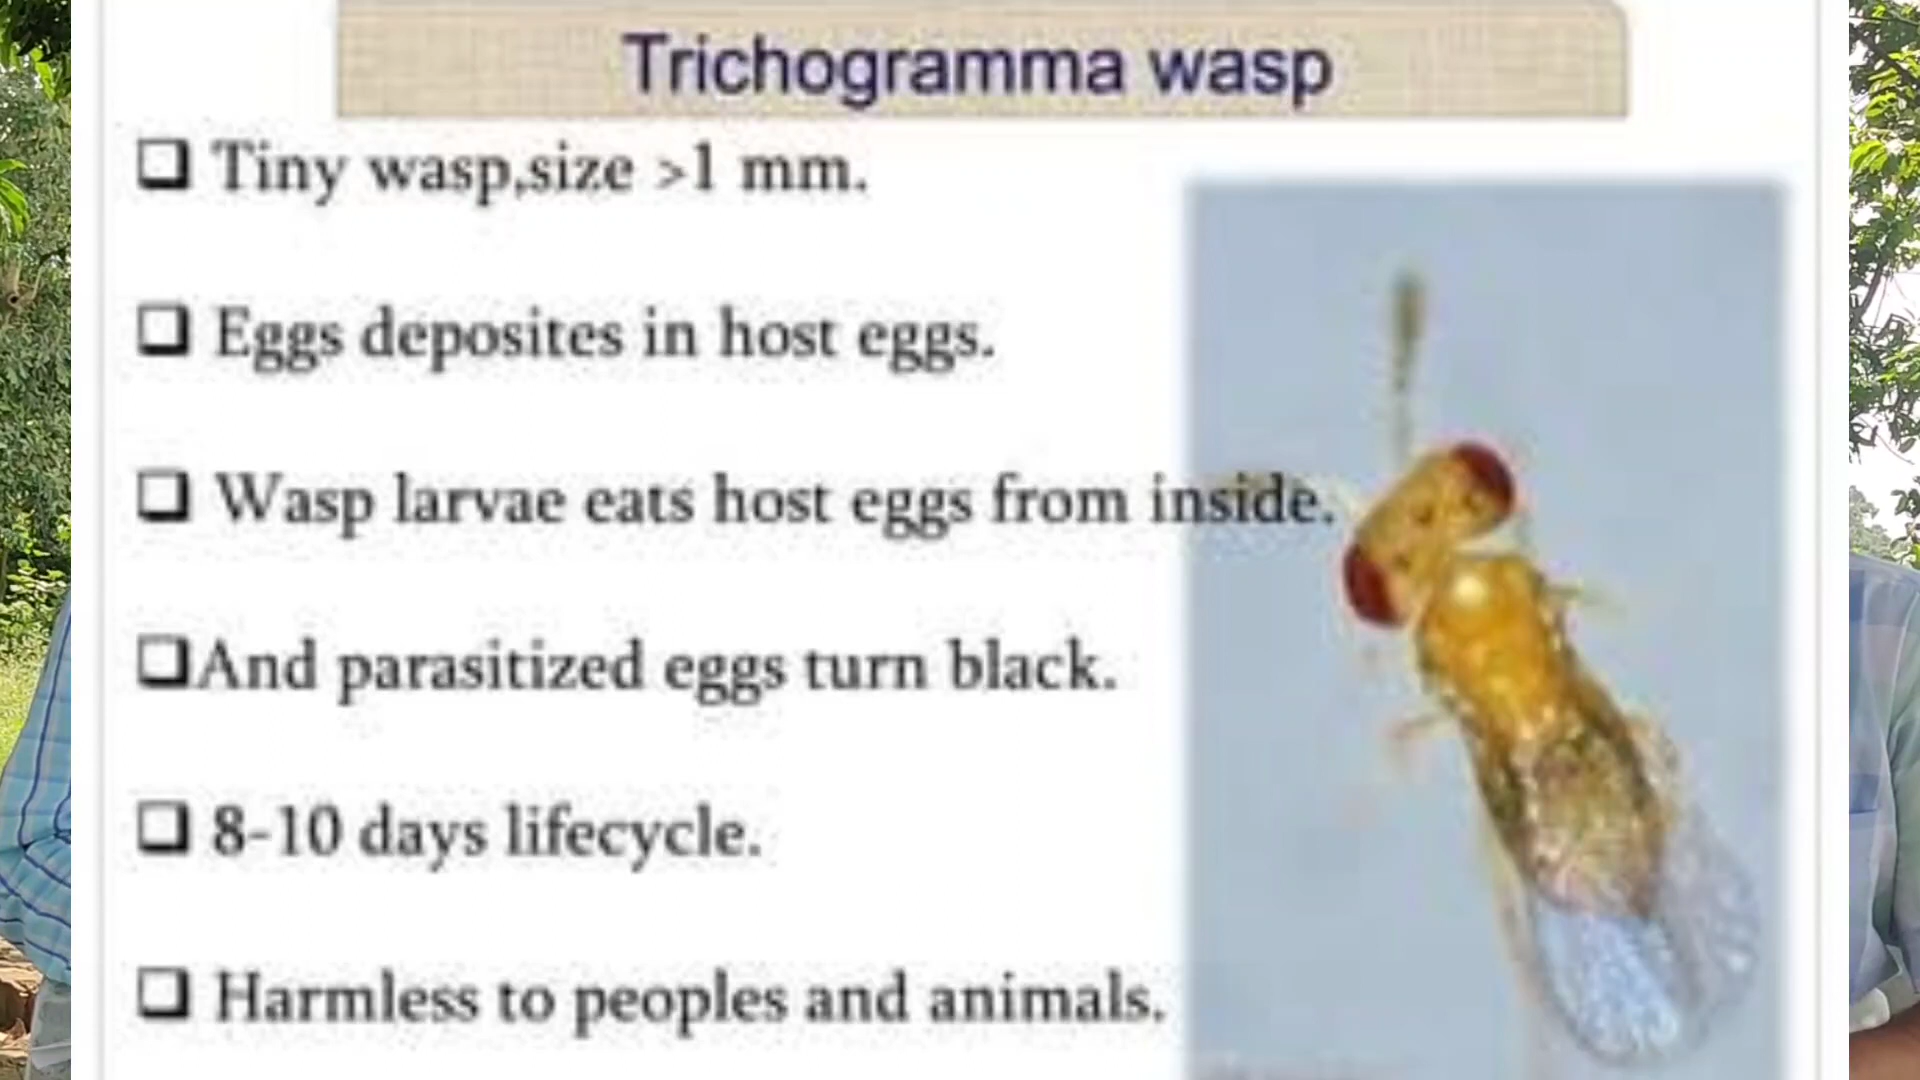 Trichogramma wasp
Tiny wasp,size >1 mm.
Eggs deposites in host eggs.
Wasp larvae eats host eggs from inside.
And parasitized eggs turn black.
8-10 days lifecycle.
Harmless to peoples and animals.